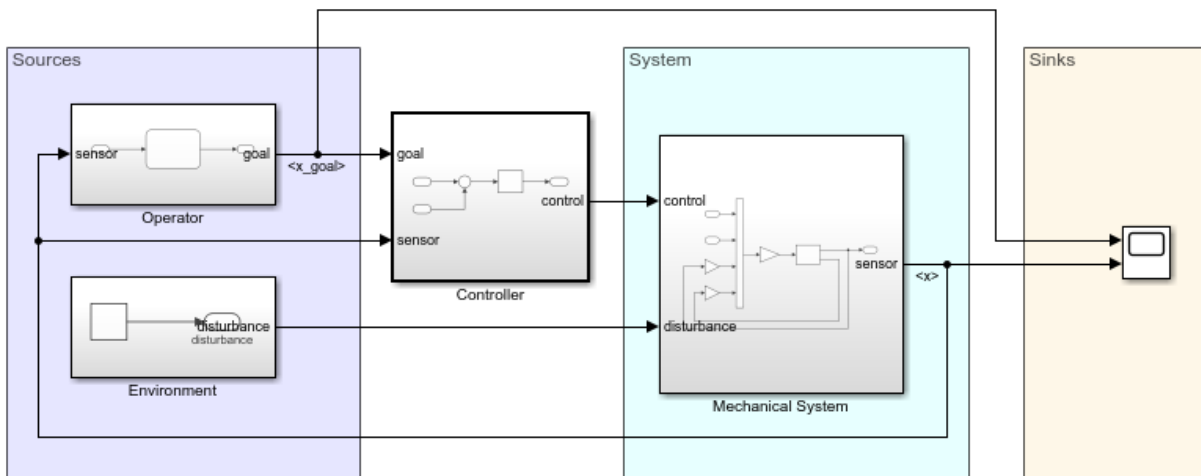 Sources
System
Sinks
sensor
goal
<x_goal>
Operator
goal
control
sensor
Controller
control
sensor
<x>
disturbance
Mechanical System
disturbance
disturbance
Environment